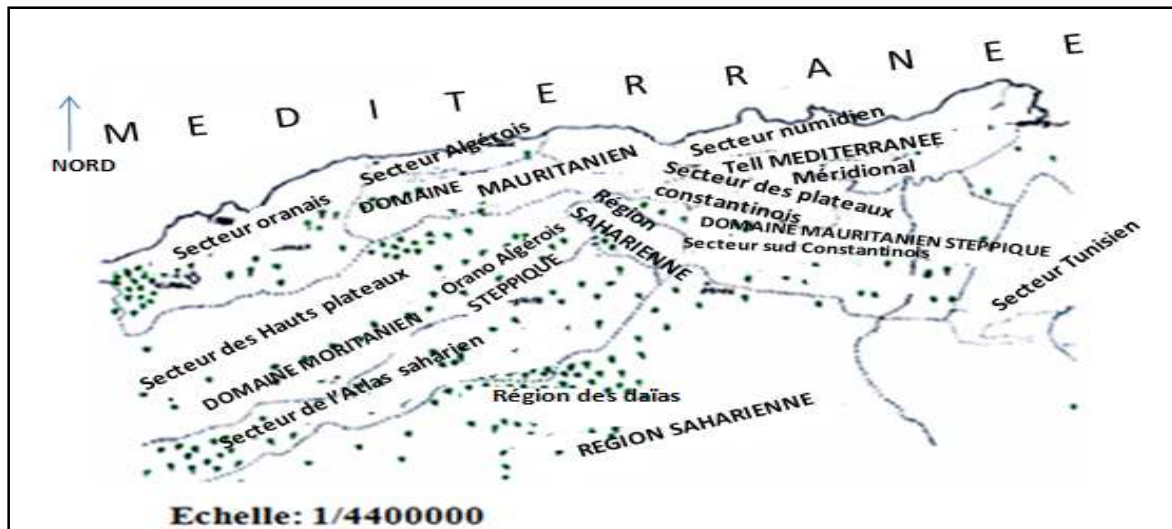 M E D I T E R R A N E E
NORD
Secteur Algérois
Secteur numidien
Tell MEDITERRANEE
Méridional
DOMAINE MAURITANIEN
Secteur des plateaux
constantinois
Secteur oranais
Région
SAHARIENNE
DOMAINE MAURITANIEN STEPPIQUE
Secteur sud Constantinois
Secteur Tunisien
Orano Algérois
Secteur des Hauts plateaux
DOMAINE MORITANIEN STEPPIQUE
Secteur de l'Atlas saharien
Région des daïas
REGION SAHARIENNE
Echelle: 1/4400000